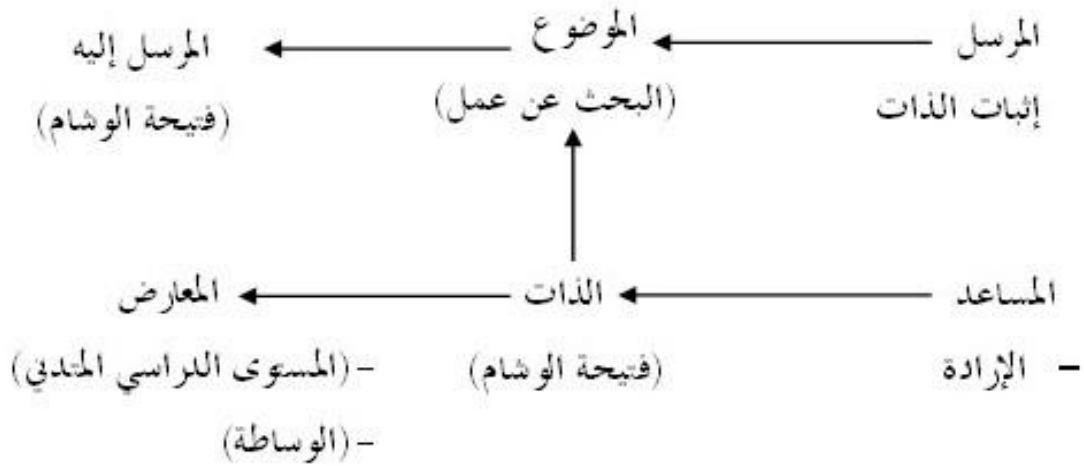 المرسل الموضوع المرسل إليه
إثبات الذات (البحث عن عمل) (فتيحة الوشام)
المساعد الذات المعارض
– الإرادة (فتيحة الوشام) –(المستوى الدراسي المتدني)
–(الوساطة)